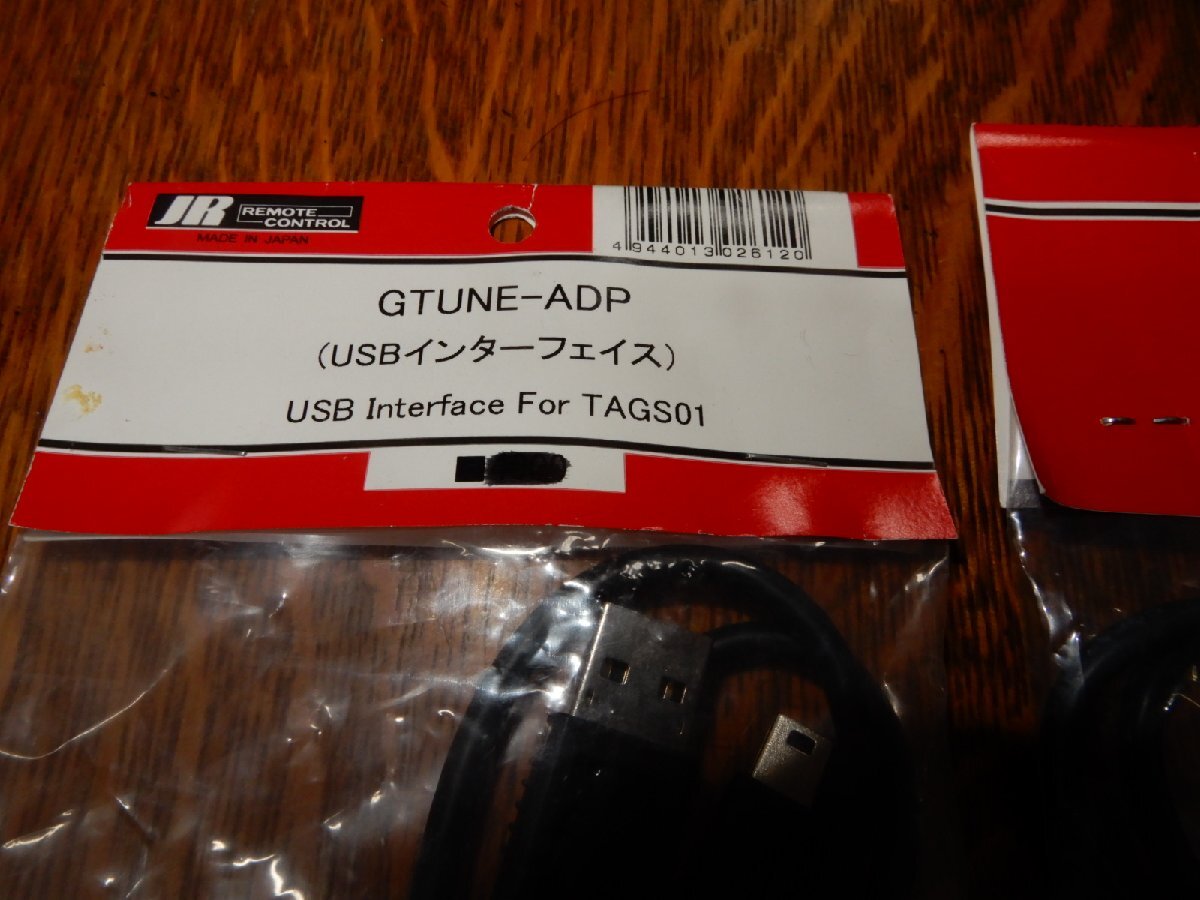 JR REMOTE CONTROL
MADE IN JAPAN
4944013026120
GTUNE-ADP
(USBインターフェイス)
USB Interface For TAGS01